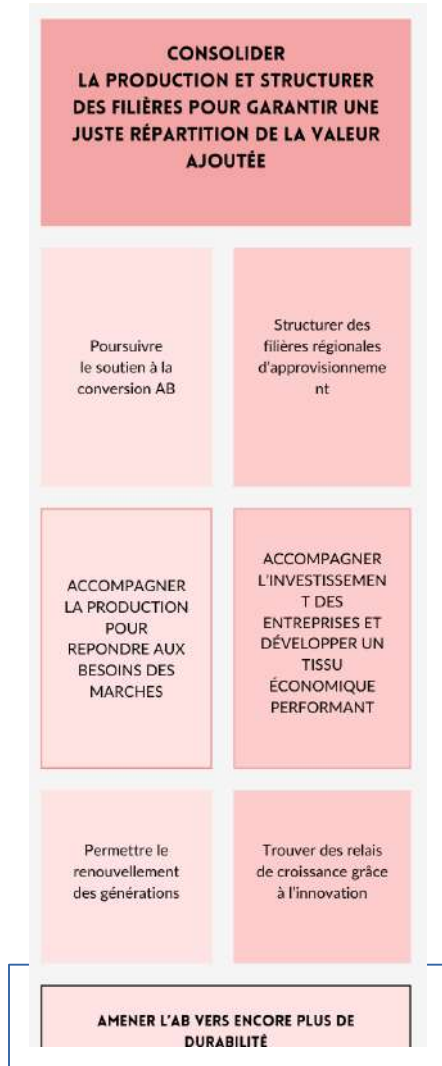 CONSOLIDER
LA PRODUCTION ET STRUCTURER
DES FILIÈRES POUR GARANTIR UNE
JUSTE RÉPARTITION DE LA VALEUR
AJOUTÉE
Poursuivre
le soutien à la
conversion AB
Structurer des
filières régionales
d'approvisionneme
nt
ACCOMPAGNER
LA PRODUCTION
POUR
REPONDRE AUX
BESOINS DES
MARCHES
ACCOMPAGNER
L'INVESTISSEMEN
T DES
ENTREPRISES ET
DÉVELOPPER UN
TISSU
ÉCONOMIQUE
PERFORMANT
Permettre le
renouvellement
des générations
Trouver des relais
de croissance grâce
à l'innovation
AMENER L'AB VERS ENCORE PLUS DE
DURABILITÉ